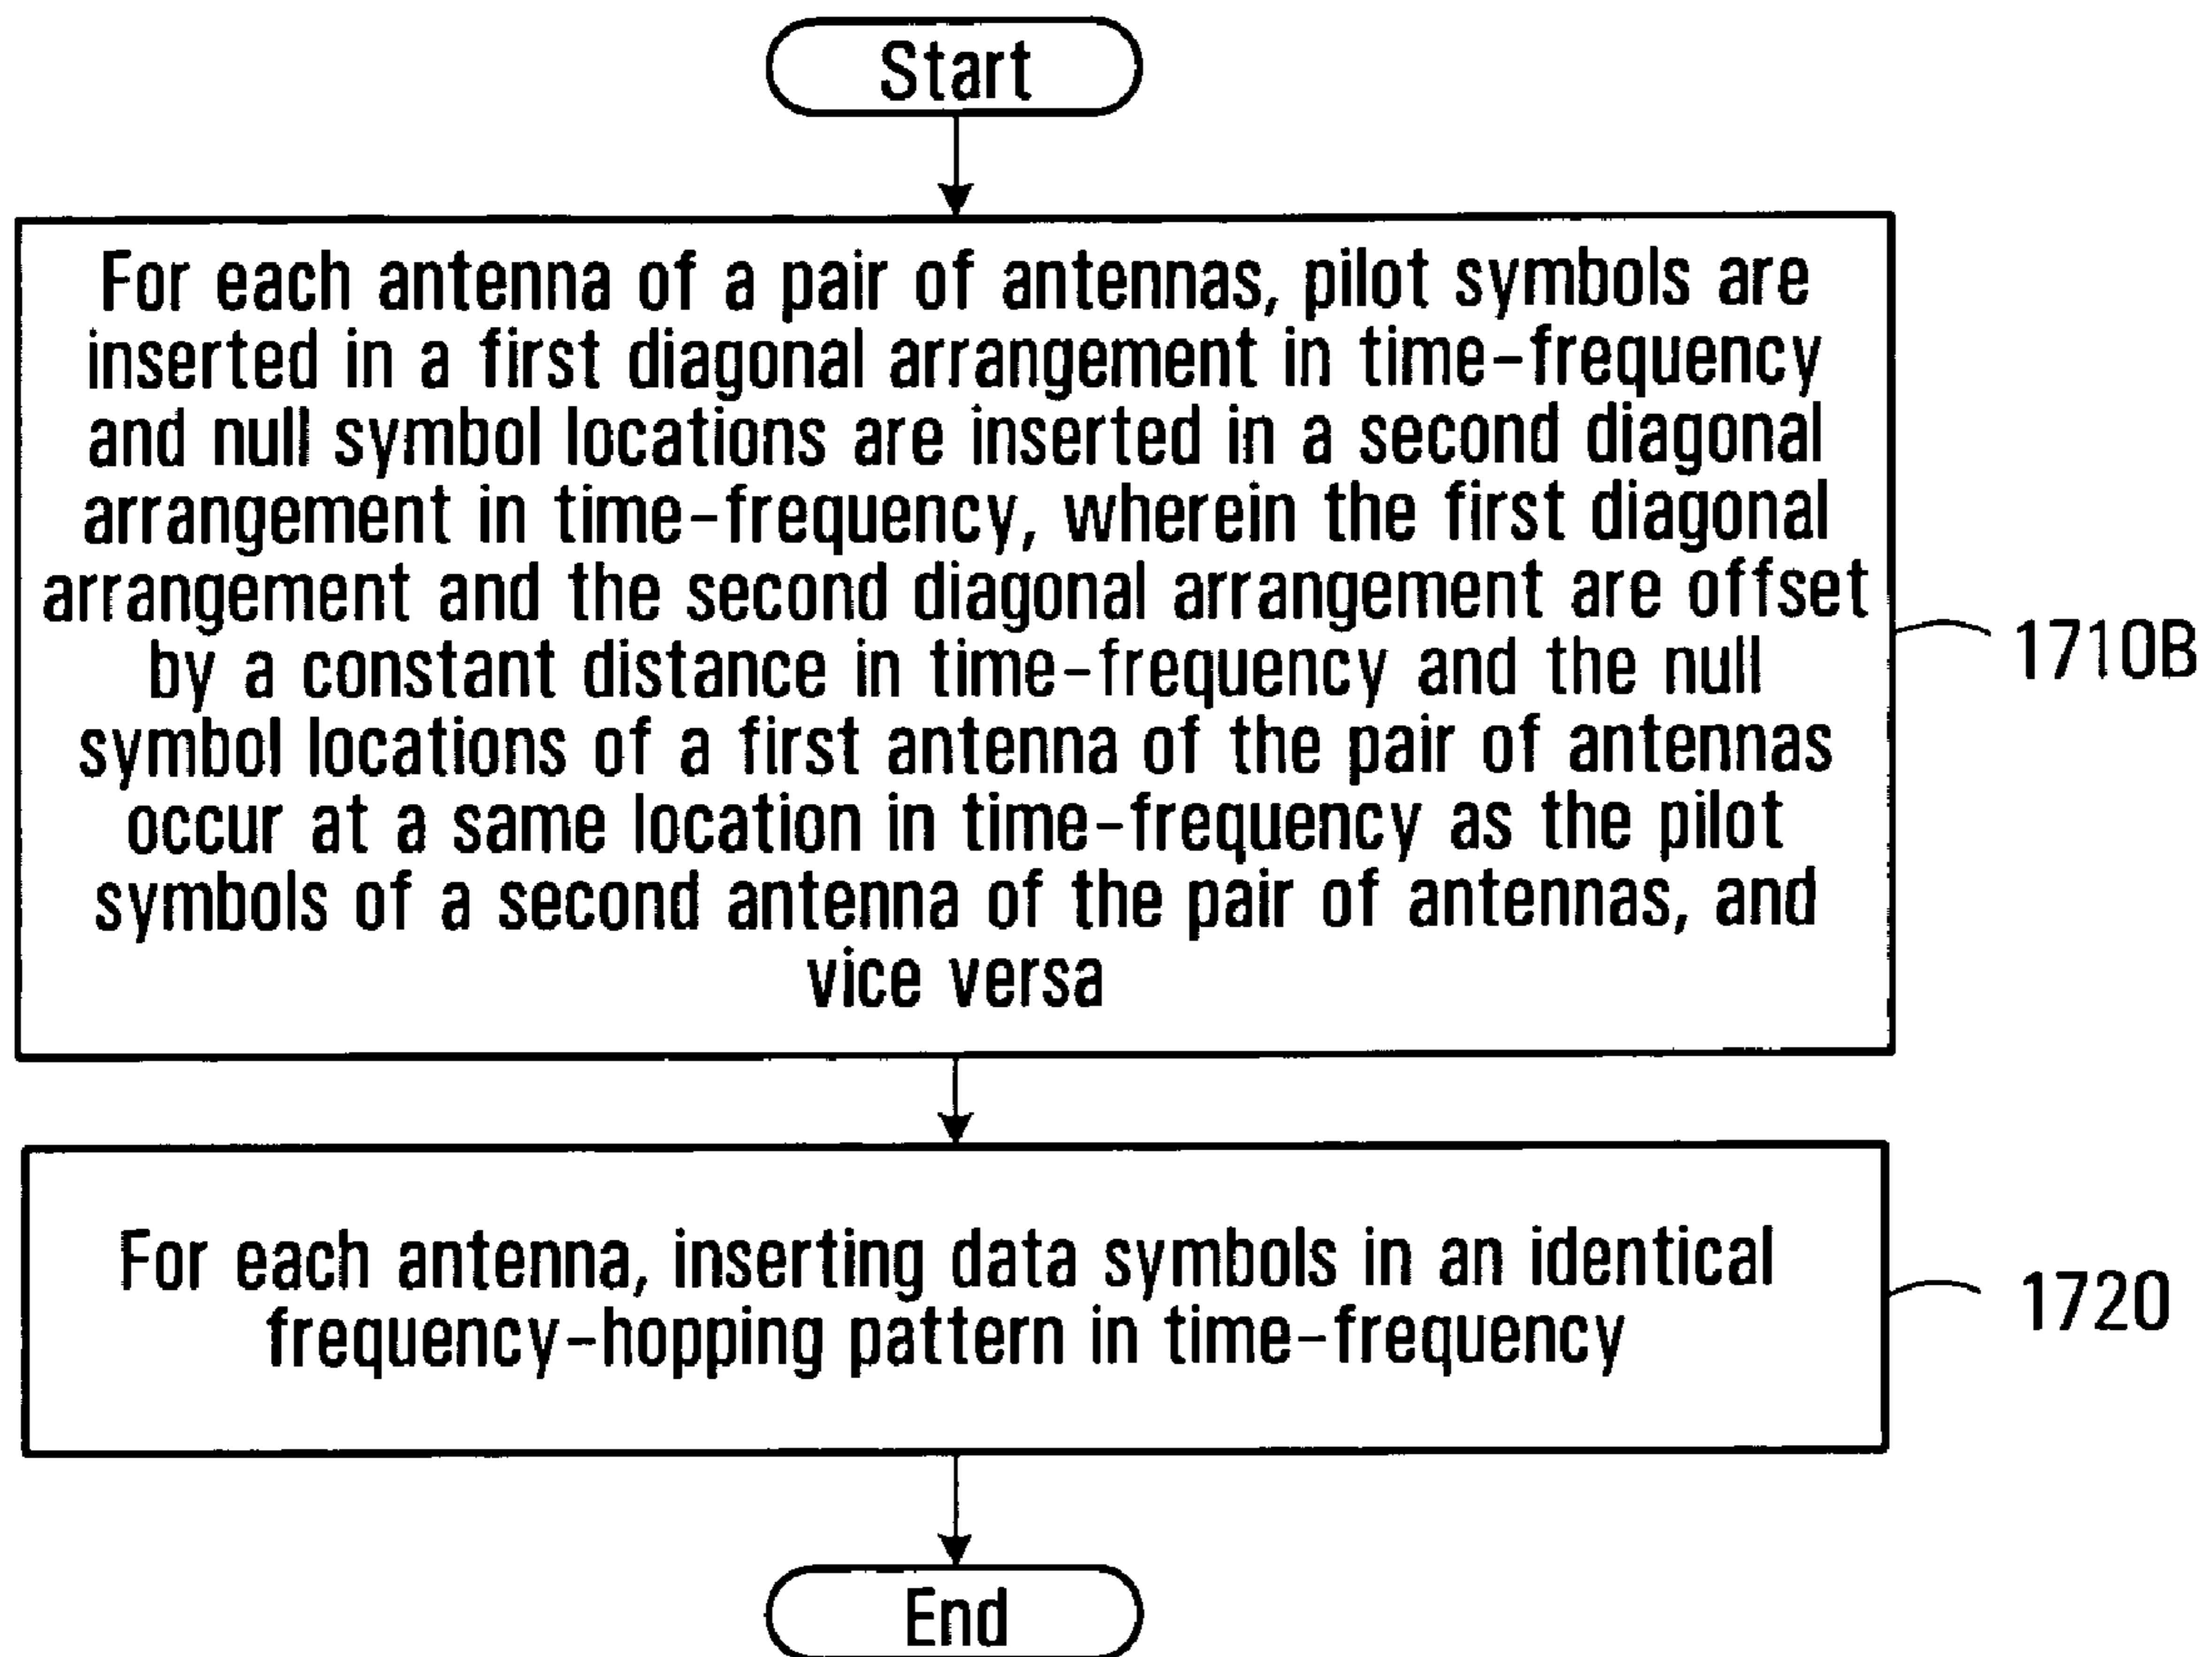 Start
For each antenna of a pair of antennas, pilot symbols are
inserted in a first diagonal arrangement in time-frequency
and null symbol locations are inserted in a second diagonal
arrangement in time-frequency, wherein the first diagonal
arrangement and the second diagonal arrangement are offset
by a constant distance in time-frequency and the null
symbol locations of a first antenna of the pair of antennas
occur at a same location in time-frequency as the pilot
symbols of a second antenna of the pair of antennas, and
vice versa
1710B
For each antenna, inserting data symbols in an identical
frequency-hopping pattern in time-frequency
1720
End